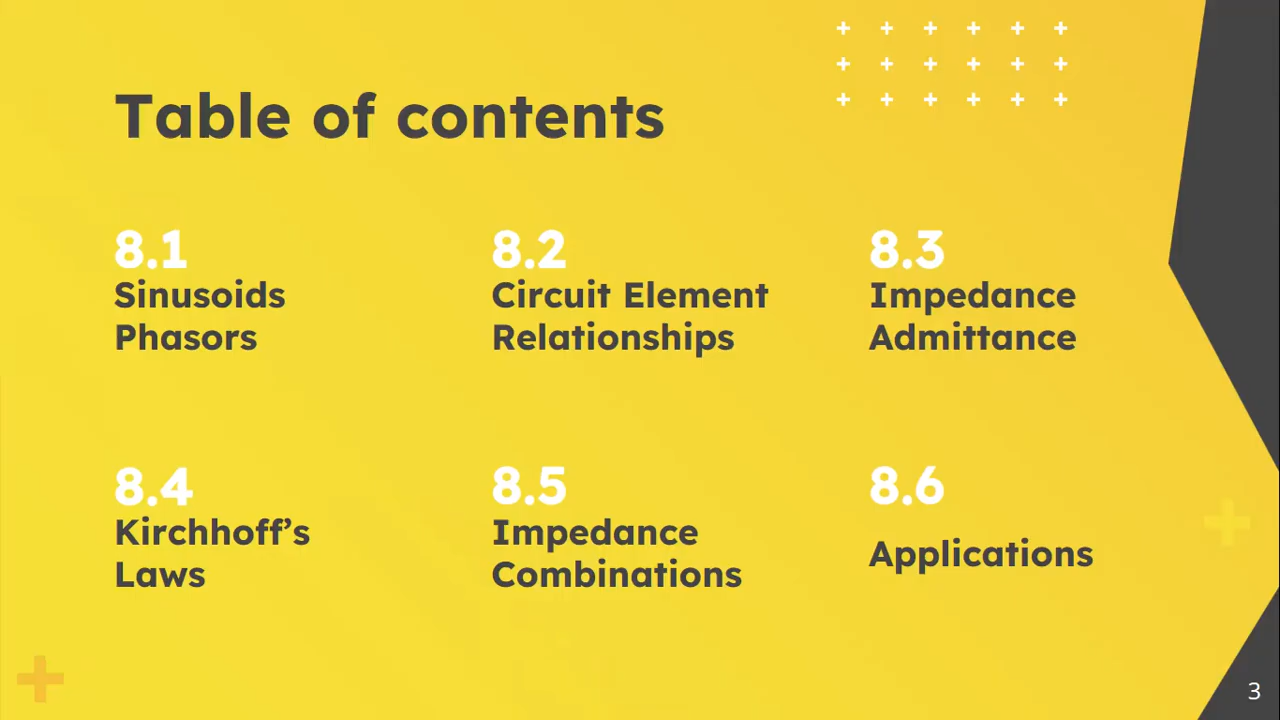 Table of contents
8.1
Sinusoids
Phasors
8.2
Circuit Element
Relationships
8.3
Impedance
Admittance
8.4
Kirchhoff’s
Laws
8.5
Impedance
Combinations
8.6
Applications
3